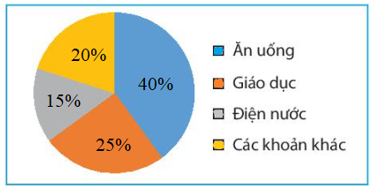 20%
40%
15%
25%
Ăn uống
Giáo dục
Điện nước
Các khoản khác